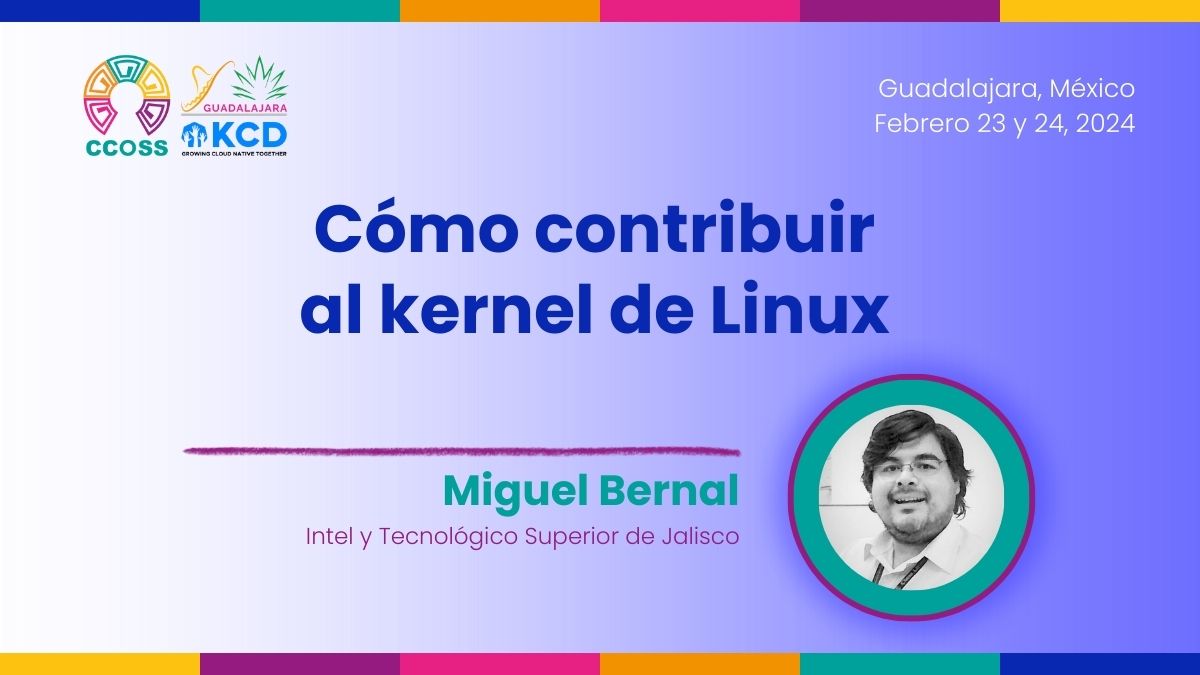 CCOSS
GUADALAJARA
KCD
GROWING CLOUD NATIVE TOGETHER
Guadalajara, México
Febrero 23 y 24, 2024
Cómo contribuir
al kernel de Linux
Miguel Bernal
Intel y Tecnológico Superior de Jalisco